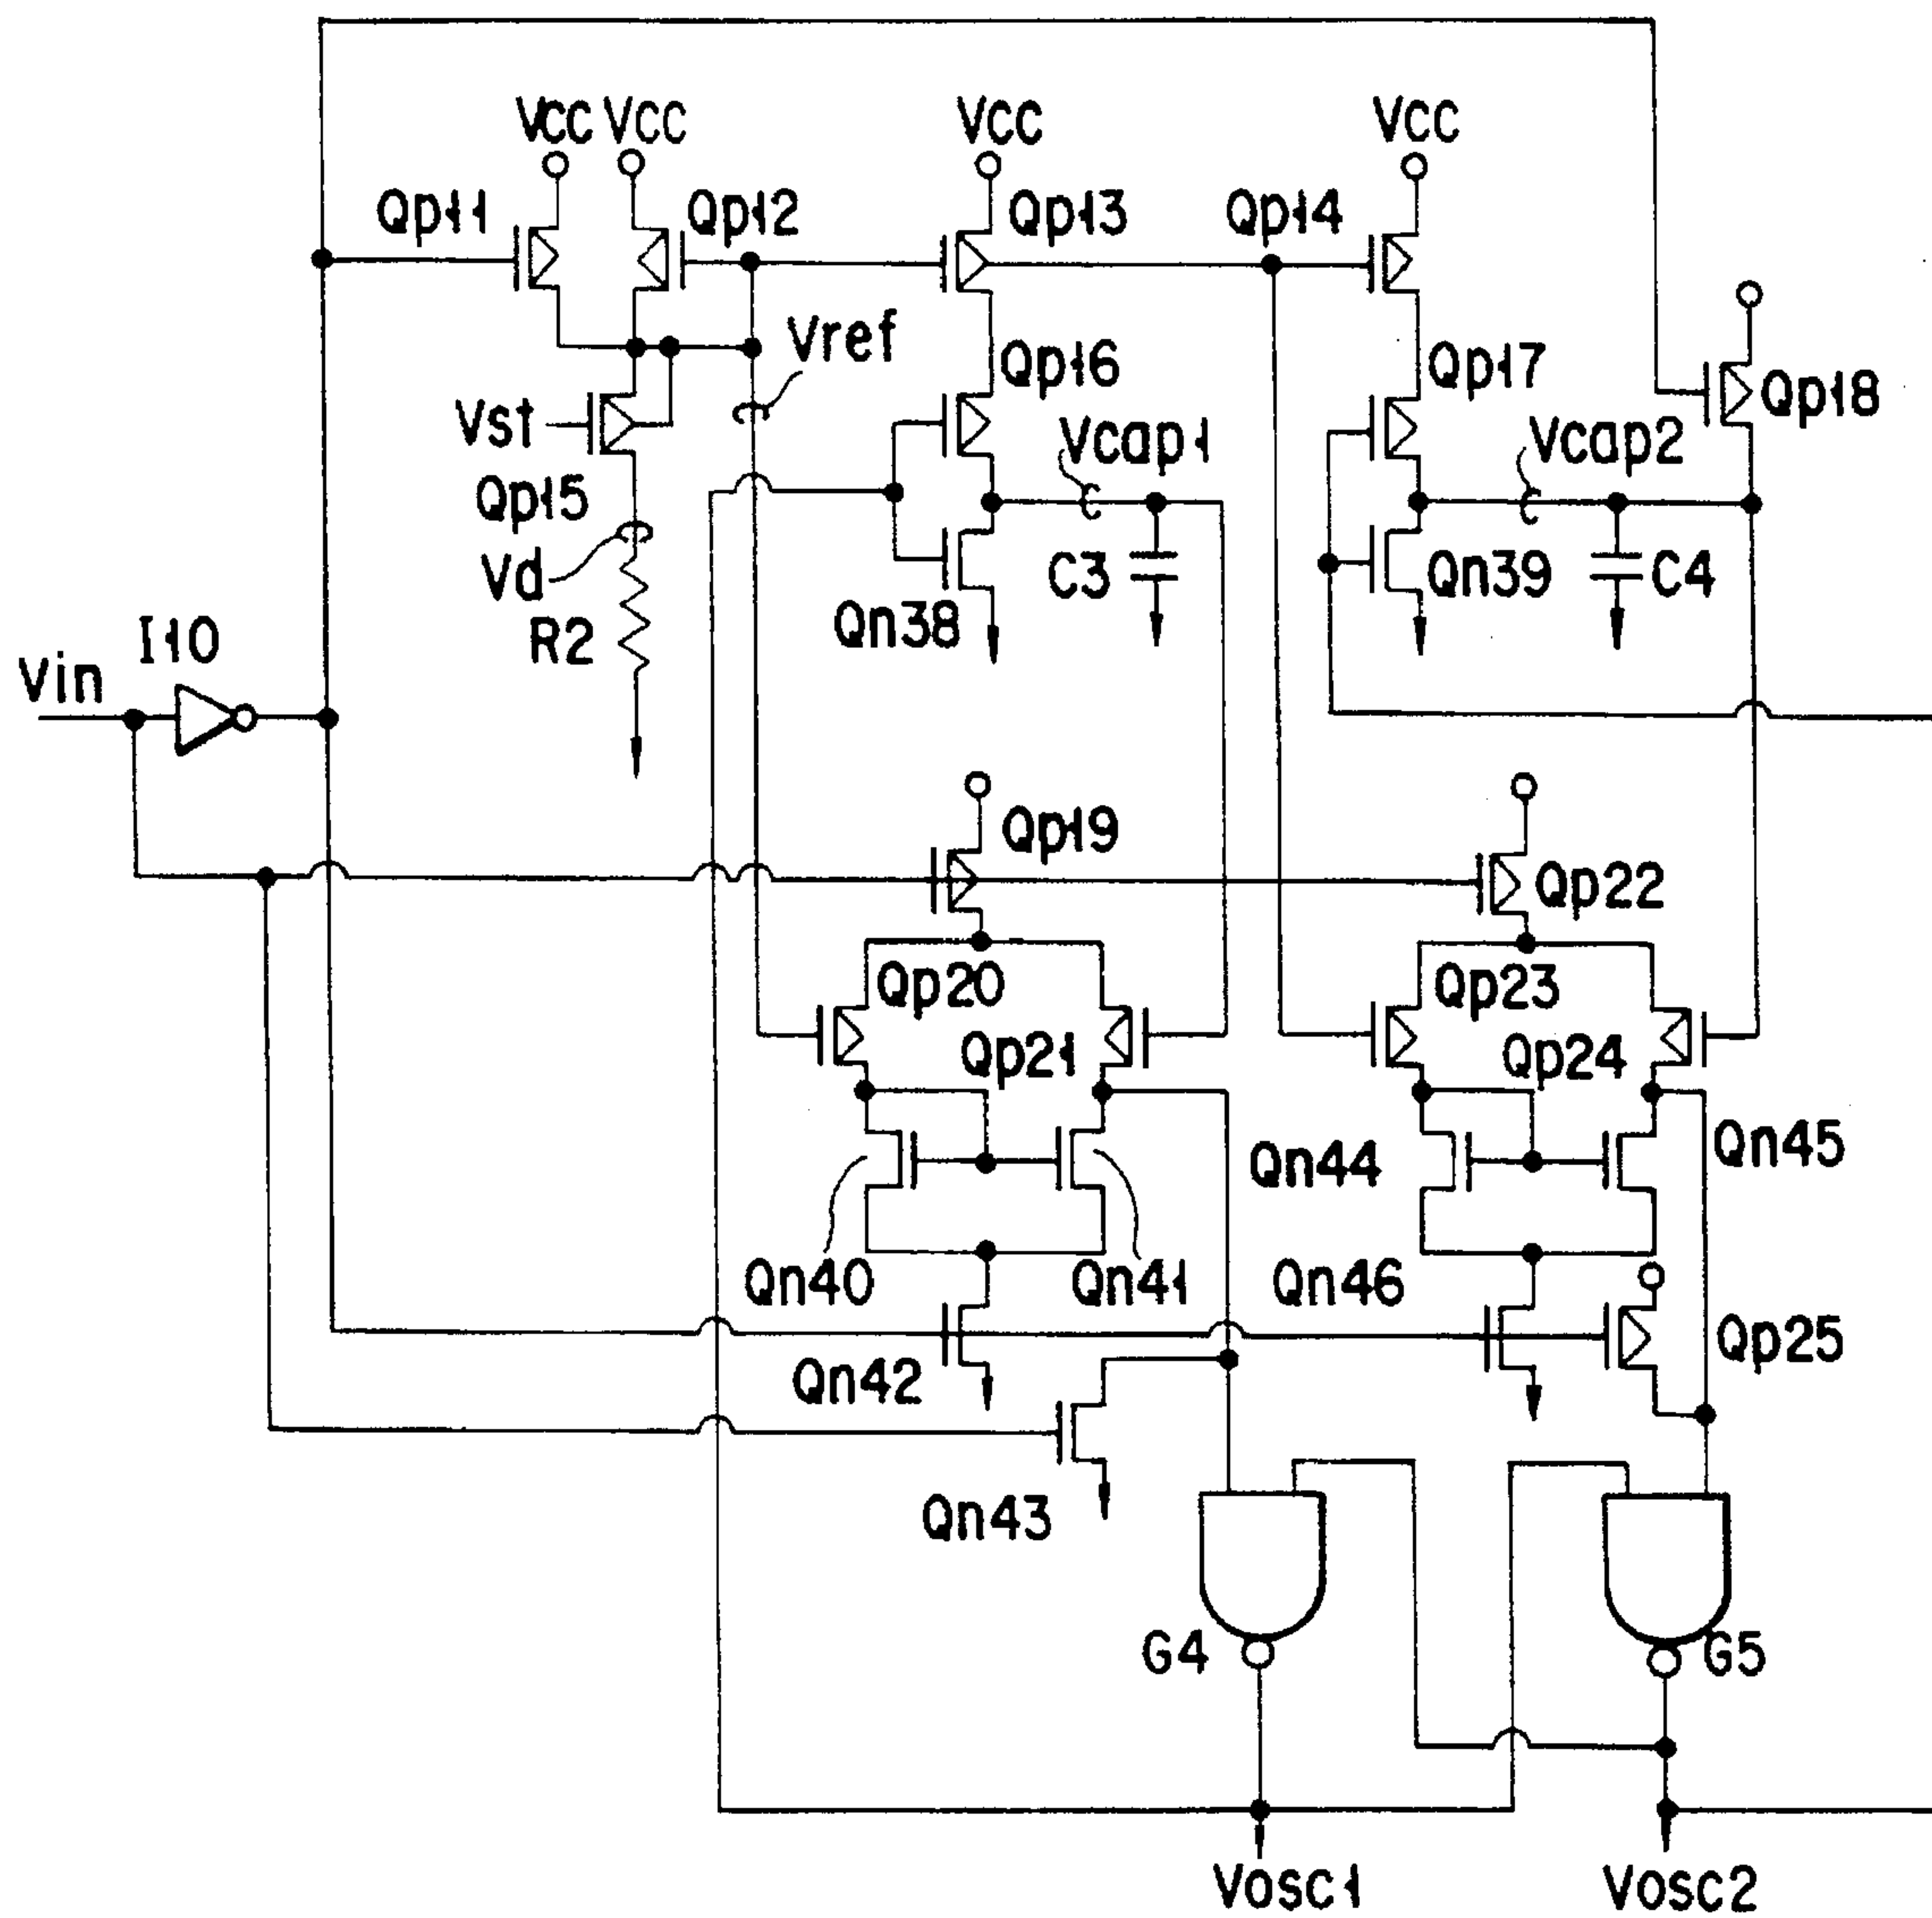 VCC VCC VCC VCC
Qp11 Qp12 Qp13 Qp14
Vref
Qp16 Qp17
Qp18
Vst Vcap1 Vcap2
Qp15
Vd C3 Qn39 C4
I10 R2 Qn38
Vin
Qp19
Qp22
Qp20 Qp23
Qp21 Qp24
Qn44 Qn45
Qn40 Qn41 Qn46
Qn42 Qp25
Qn43
G4 G5
Vosc1 Vosc2